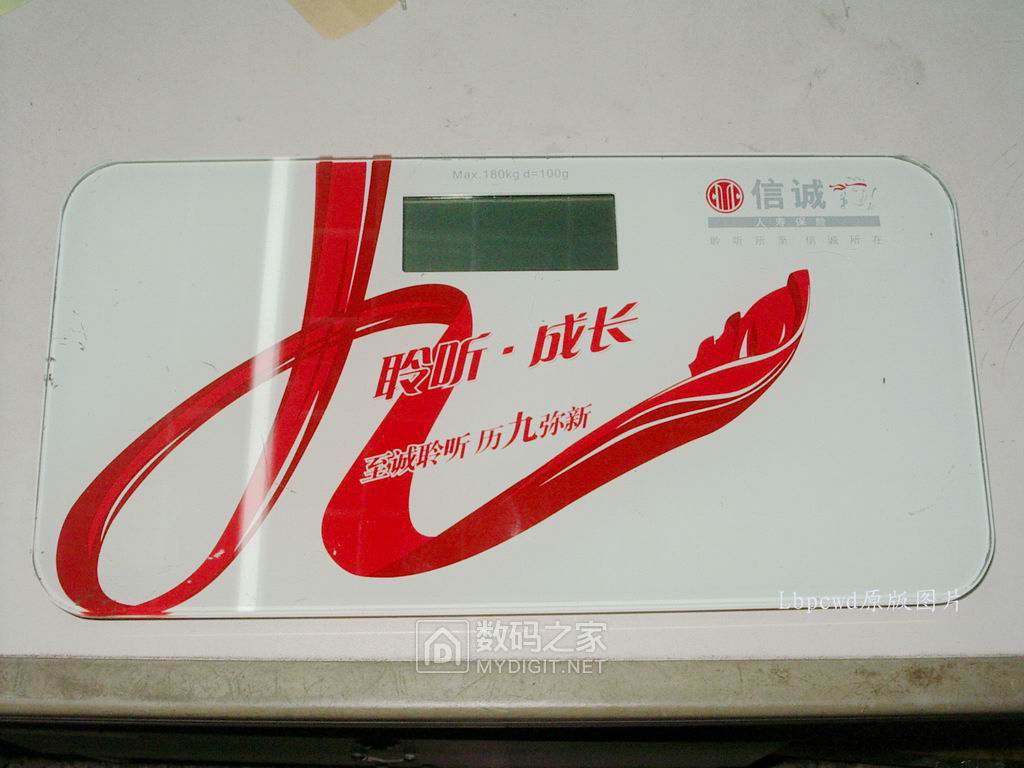 Max.180kg d=100g
CITIC 信诚
人寿保险
聆听所至 信诚所在
聆听·成长
至诚聆听 历九弥新
Lbpcwd原版图片
数码之家
MYDIGIT.NET